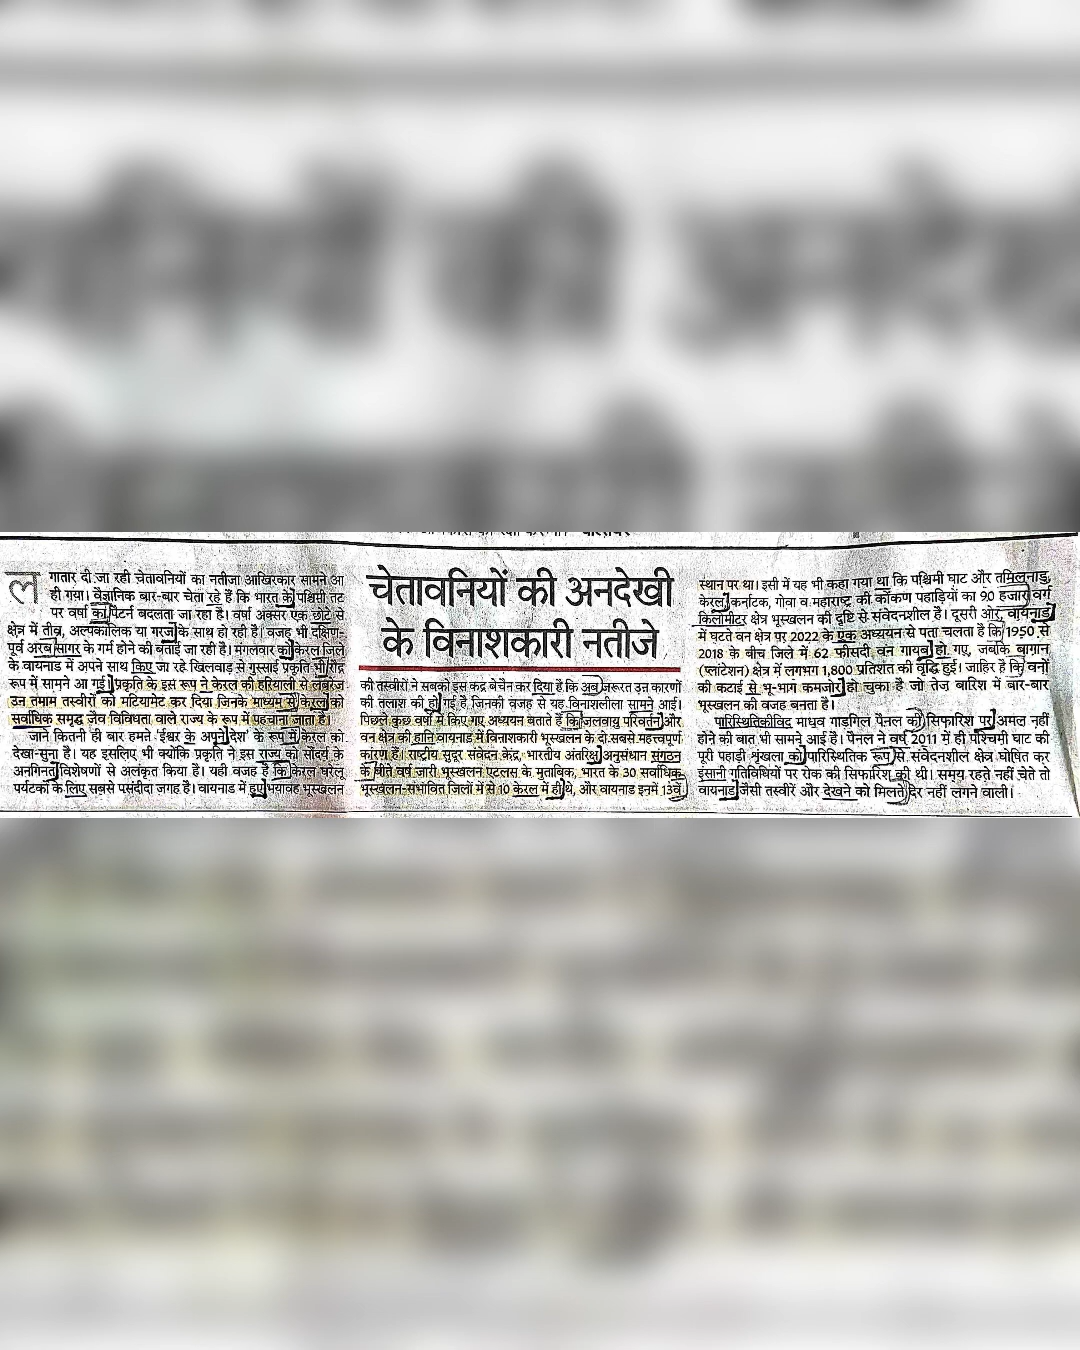 चेतावनियों की अनदेखी
के विनाशकारी नतीजे
लगातार दी जा रही चेतावनियों का नतीजा आखिरकार सामने आ
ही गया। वैज्ञानिक बार-बार चेता रहे हैं कि भारत के पश्चिमी तट
पर वर्षा का पैटर्न बदलता जा रहा है। वर्षा अक्सर एक छोटे से
क्षेत्र में तीव्र, अल्पकालिक या गरज के साथ हो रही है। वजह भी दक्षिण-
पूर्व अरब सागर के गर्म होने की बताई जा रही है। मंगलवार को केरल जिले
के वायनाड में अपने साथ किए जा रहे खिलवाड़ से गुस्साई प्रकृति भी रौद्र
रूप में सामने आ गई। प्रकृति के इस रूप ने केरल की हरियाली से लबरेज
उन तमाम तस्वीरों को मटियामेट कर दिया जिनके माध्यम से केरल को
सर्वाधिक समृद्ध जैव विविधता वाले राज्य के रूप में पहचाना जाता है।
जाने कितनी ही बार हमने 'ईश्वर के अपने देश' के रूप में केरल को
देखा-सुना है। यह इसलिए भी क्योंकि प्रकृति ने इस राज्य को सौंदर्य के
अनगिनत विशेषणों से अलंकृत किया है। यही वजह है कि केरल घरेलू
पर्यटकों के लिए सबसे पसंदीदा जगह है। वायनाड में हुए भयावह भूस्खलन
की तस्वीरों ने सबको इस कदर बेचैन कर दिया है कि अब जरूरत उन कारणों
की तलाश की हो गई है, जिनकी वजह से यह विनाशलीला सामने आई।
पिछले कुछ वर्षों में किए गए अध्ययन बताते हैं कि जलवायु परिवर्तन और
वन क्षेत्र की हानि वायनाड में विनाशकारी भूस्खलन के दो सबसे महत्त्वपूर्ण
कारण हैं। राष्ट्रीय सुदूर संवेदन केंद्र, भारतीय अंतरिक्ष अनुसंधान संगठन
के बीते वर्ष जारी भूस्खलन एटलस के मुताबिक, भारत के 30 सर्वाधिक
भूस्खलन-संभावित जिलों में से 10 केरल में ही थे, और वायनाड इनमें 13वें
स्थान पर था। इसी में यह भी कहा गया था कि पश्चिमी घाट और तमिलनाडु,
केरल, कर्नाटक, गोवा व महाराष्ट्र की कोंकण पहाड़ियों का 90 हजार वर्ग
किलोमीटर क्षेत्र भूस्खलन की दृष्टि से संवेदनशील है। दूसरी ओर, वायनाड
में घटते वन क्षेत्र पर 2022 के एक अध्ययन से पता चलता है कि 1950 से
2018 के बीच जिले में 62 फीसदी वन गायब हो गए, जबकि बागान
(प्लांटेशन) क्षेत्र में लगभग 1,800 प्रतिशत की वृद्धि हुई। जाहिर है कि वनों
की कटाई से भू-भाग कमजोर हो चुका है जो तेज बारिश में बार-बार
भूस्खलन की वजह बनता है।
पारिस्थितिकीविद माधव गाडगिल पैनल की सिफारिश पर अमल नहीं
होने की बात भी सामने आई है। पैनल ने वर्ष 2011 में ही पश्चिमी घाट की
पूरी पहाड़ी शृंखला को पारिस्थितिक रूप से संवेदनशील क्षेत्र घोषित कर
इंसानी गतिविधियों पर रोक की सिफारिश की थी। समय रहते नहीं चेते तो
वायनाड जैसी तस्वीरें और देखने को मिलते देर नहीं लगने वाली।